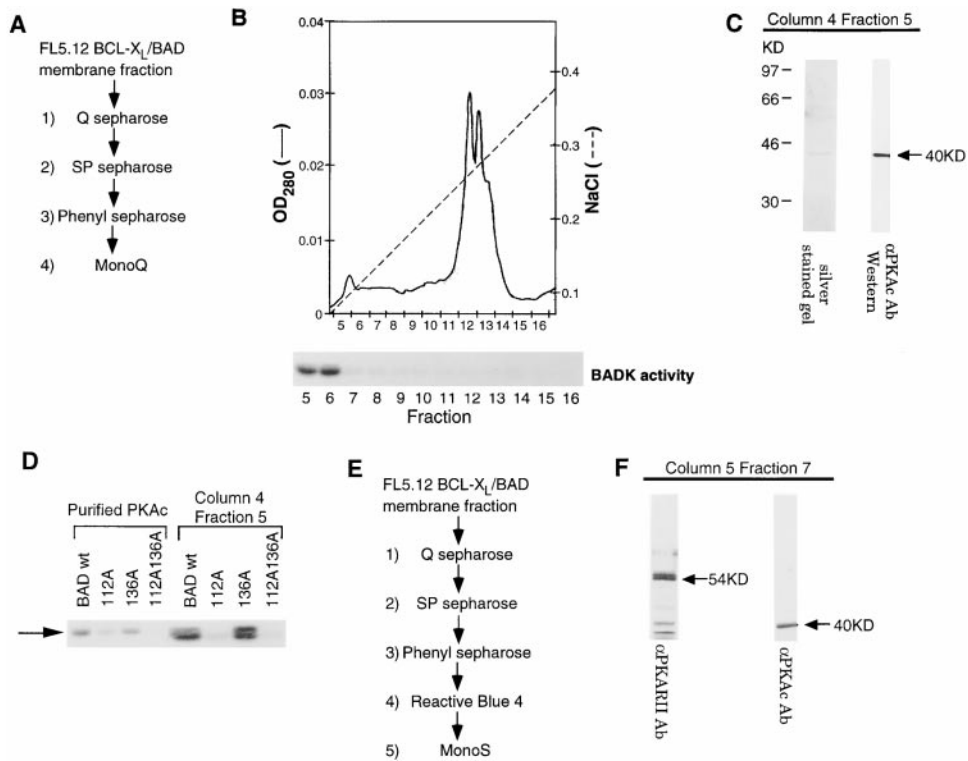 A
FL5.12 BCL-XL/BAD
membrane fraction
1) Q sepharose
2) SP sepharose
3) Phenyl sepharose
4) MonoQ
B
0.04
0.03
0.02
0.01
0
OD280 (——)
0.4
0.3
0.2
0.1
NaCl (---)
5 6 7 8 9 10 11 12 13 14 15 16
BADK activity
5 6 7 8 9 10 11 12 13 14 15 16
Fraction
C
Column 4 Fraction 5
KD
97
66
46
30
40KD
silver
stained gel
αPKAc Ab
Western
D
Purified PKAc
Column 4
Fraction 5
BAD wt
112A
136A
112A136A
BAD wt
112A
136A
112A136A
E
FL5.12 BCL-XL/BAD
membrane fraction
1) Q sepharose
2) SP sepharose
3) Phenyl sepharose
4) Reactive Blue 4
5) MonoS
F
Column 5 Fraction 7
54KD
40KD
αPKARII Ab
αPKAc Ab